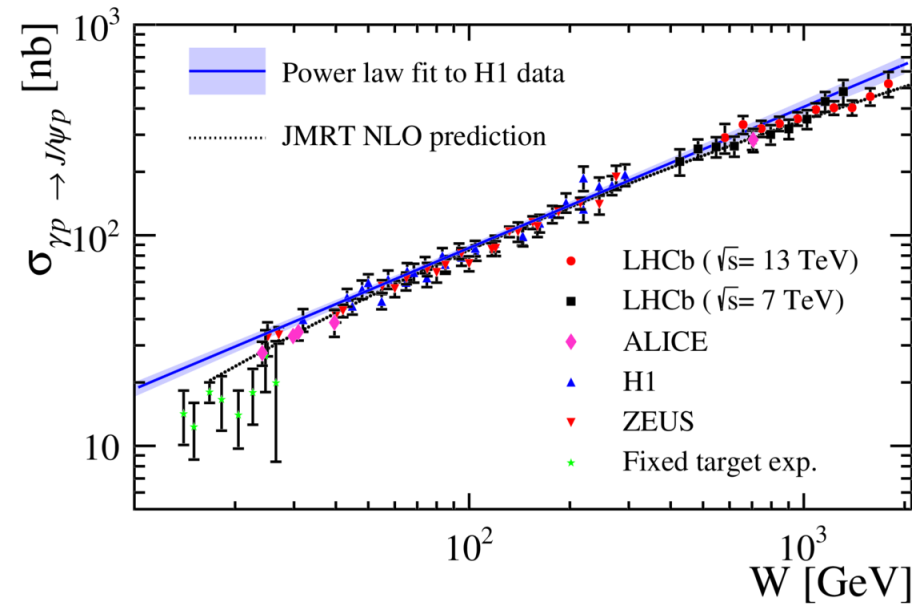 σγp → J/ψp [nb]
10³
10²
10
Power law fit to H1 data
JMRT NLO prediction
LHCb (√s= 13 TeV)
LHCb (√s= 7 TeV)
ALICE
H1
ZEUS
Fixed target exp.
10²
10³
W [GeV]